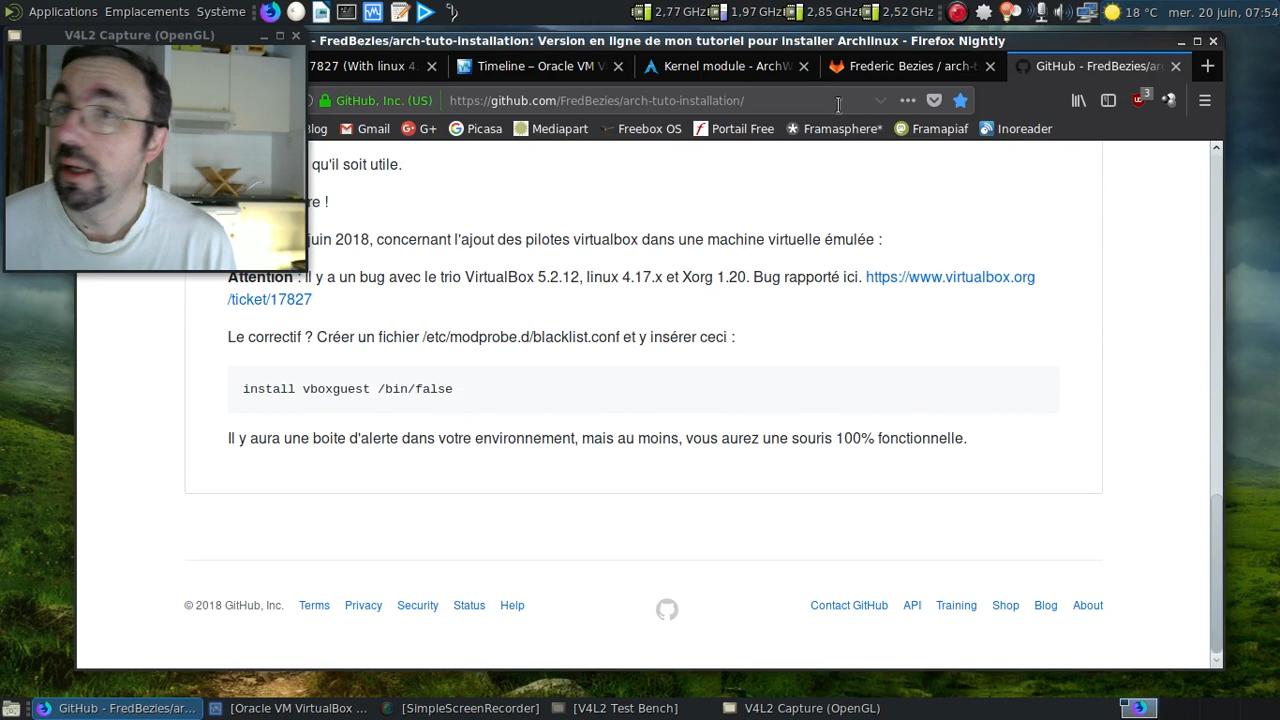 Applications Emplacements Système
2,77 GHz 1,97 GHz 2,85 GHz 2,52 GHz 18 °C mer. 20 juin, 07:54
V4L2 Capture (OpenGL)
- FredBezies/arch-tuto-installation: Version en ligne de mon tutoriel pour installer Archlinux - Firefox Nightly
7827 (With linux 4.
Timeline – Oracle VM V
Kernel module - ArchW
Frederic Bezies / arch-t
GitHub - FredBezies/arc
GitHub, Inc. (US) https://github.com/FredBezies/arch-tuto-installation/
3
Blog Gmail G+ Picasa Mediapart Freebox OS Portail Free Framasphere* Framapiaf Inoreader
qu'il soit utile.
re !
juin 2018, concernant l'ajout des pilotes virtualbox dans une machine virtuelle émulée :
Attention : Il y a un bug avec le trio VirtualBox 5.2.12, linux 4.17.x et Xorg 1.20. Bug rapporté ici. https://www.virtualbox.org
/ticket/17827
Le correctif ? Créer un fichier /etc/modprobe.d/blacklist.conf et y insérer ceci :
install vboxguest /bin/false
Il y aura une boite d'alerte dans votre environnement, mais au moins, vous aurez une souris 100% fonctionnelle.
© 2018 GitHub, Inc. Terms Privacy Security Status Help Contact GitHub API Training Shop Blog About
GitHub - FredBezies/ar... [Oracle VM VirtualBox ... [SimpleScreenRecorder] [V4L2 Test Bench] V4L2 Capture (OpenGL)